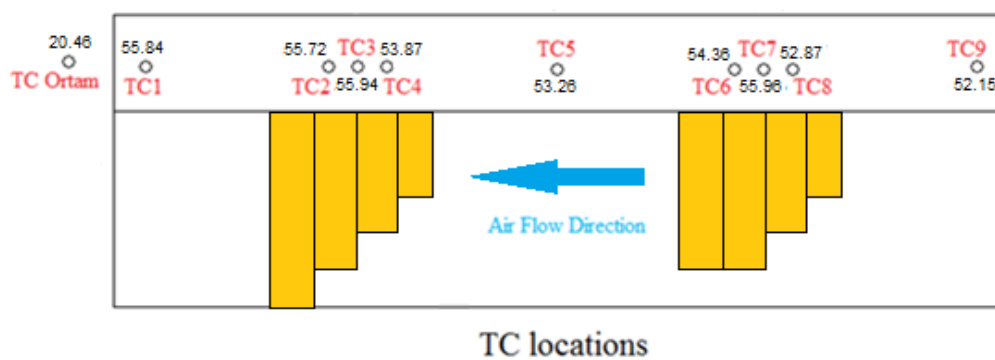 20.46
TC Ortam
55.84
TC1
55.72 TC3 53.87
TC2 55.94 TC4
TC5
53.26
54.36 TC7 52.87
TC6 55.96 TC8
TC9
52.15
Air Flow Direction
TC locations